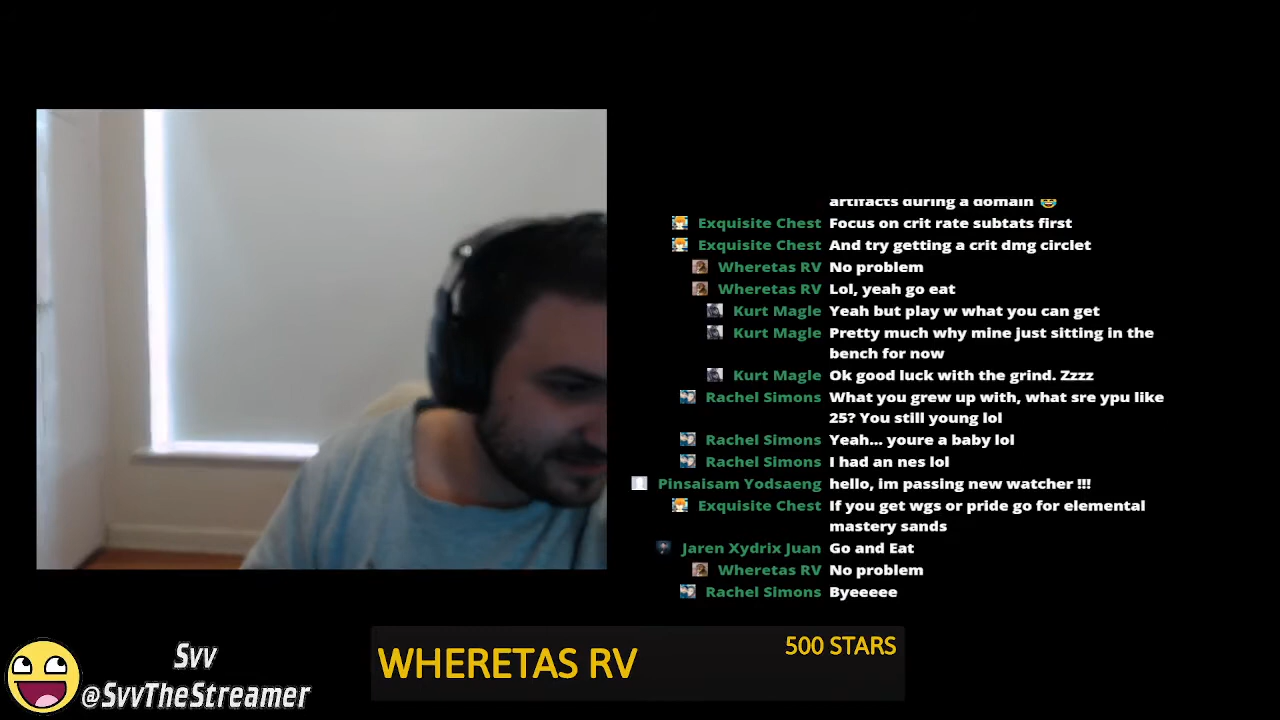 artifacts during a domain
Exquisite Chest Focus on crit rate subtats first
Exquisite Chest And try getting a crit dmg circlet
Wheretas RV No problem
Wheretas RV Lol, yeah go eat
Kurt Magle Yeah but play w what you can get
Kurt Magle Pretty much why mine just sitting in the
bench for now
Kurt Magle Ok good luck with the grind. Zzzz
Rachel Simons What you grew up with, what sre ypu like
25? You still young lol
Rachel Simons Yeah... youre a baby lol
Rachel Simons I had an nes lol
Pinsaisam Yodsaeng hello, im passing new watcher !!!
Exquisite Chest If you get wgs or pride go for elemental
mastery sands
Jaren Xydrix Juan Go and Eat
Wheretas RV No problem
Rachel Simons Byeeeee
Svv
@SvvTheStreamer
WHERETAS RV
500 STARS